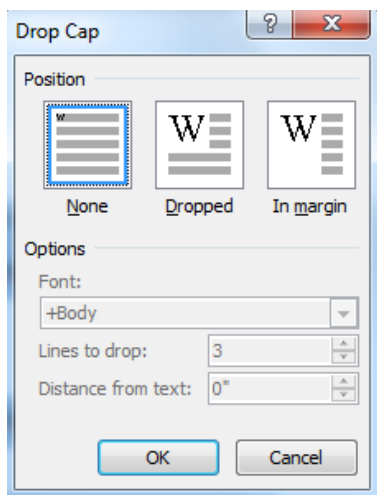 Drop Cap ? X
Position
W W W
None Dropped In margin
Options
Font:
+Body
Lines to drop: 3
Distance from text: 0"
OK Cancel